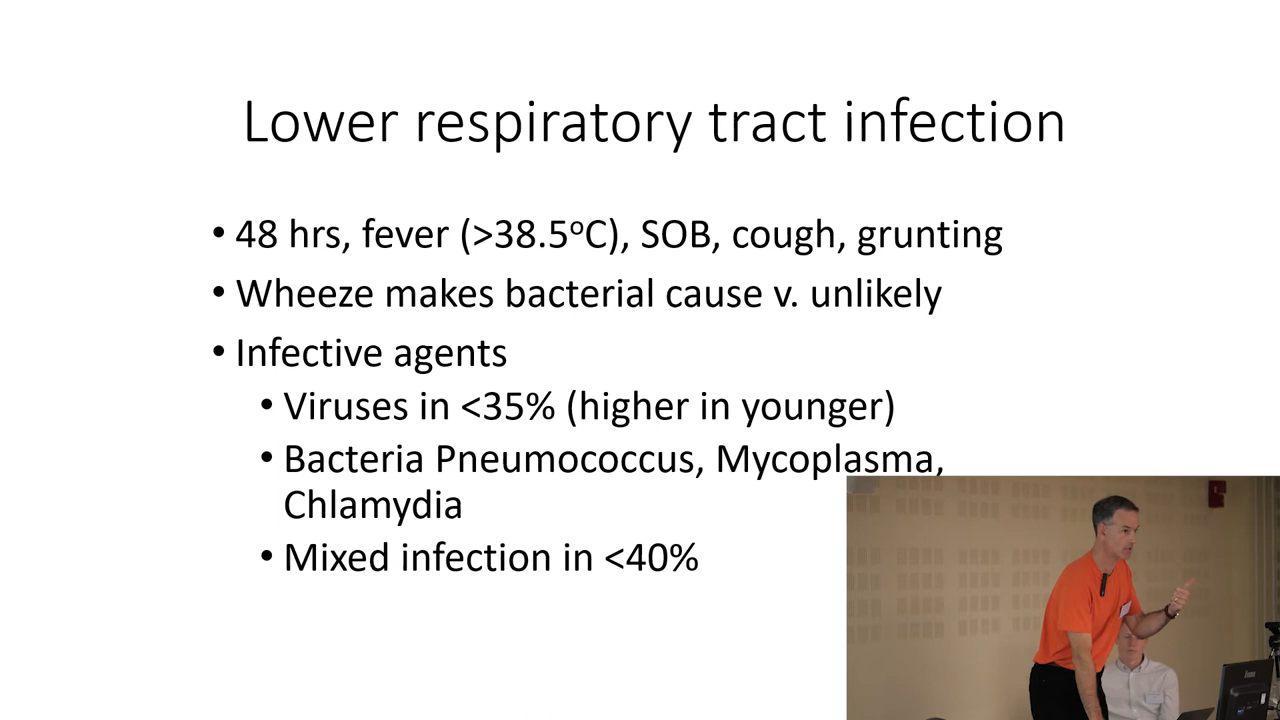 Lower respiratory tract infection
• 48 hrs, fever (>38.5ºC), SOB, cough, grunting
• Wheeze makes bacterial cause v. unlikely
• Infective agents
• Viruses in <35% (higher in younger)
• Bacteria Pneumococcus, Mycoplasma,
Chlamydia
• Mixed infection in <40%